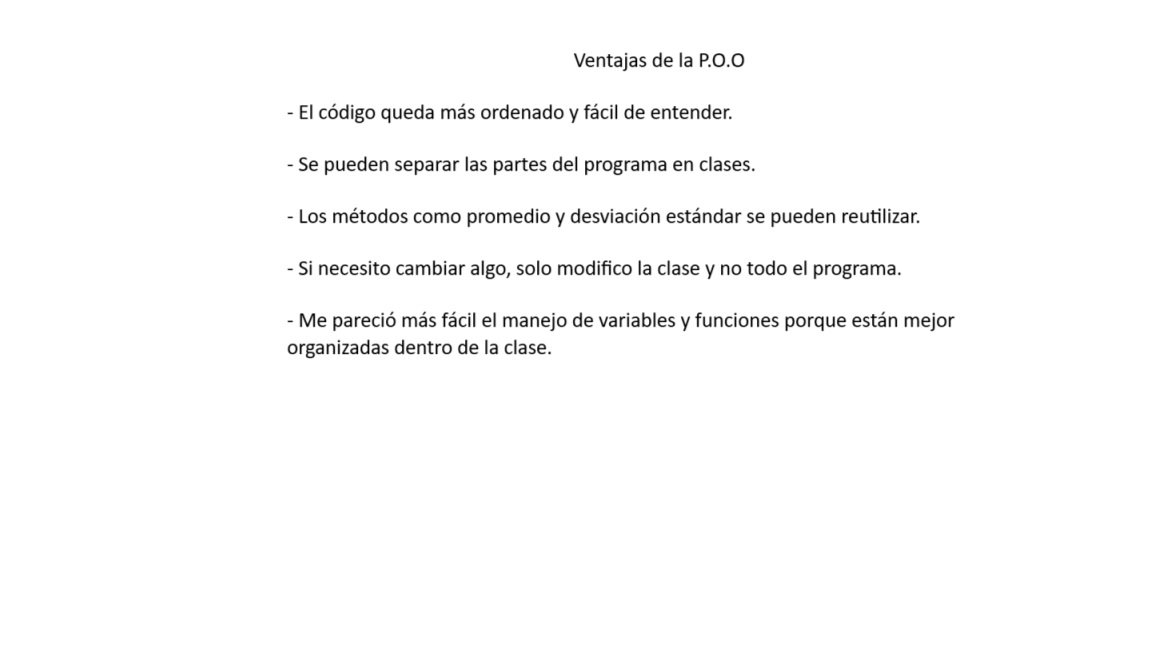 Ventajas de la P.O.O
- El código queda más ordenado y fácil de entender.
- Se pueden separar las partes del programa en clases.
- Los métodos como promedio y desviación estándar se pueden reutilizar.
- Si necesito cambiar algo, solo modifico la clase y no todo el programa.
- Me pareció más fácil el manejo de variables y funciones porque están mejor
organizadas dentro de la clase.